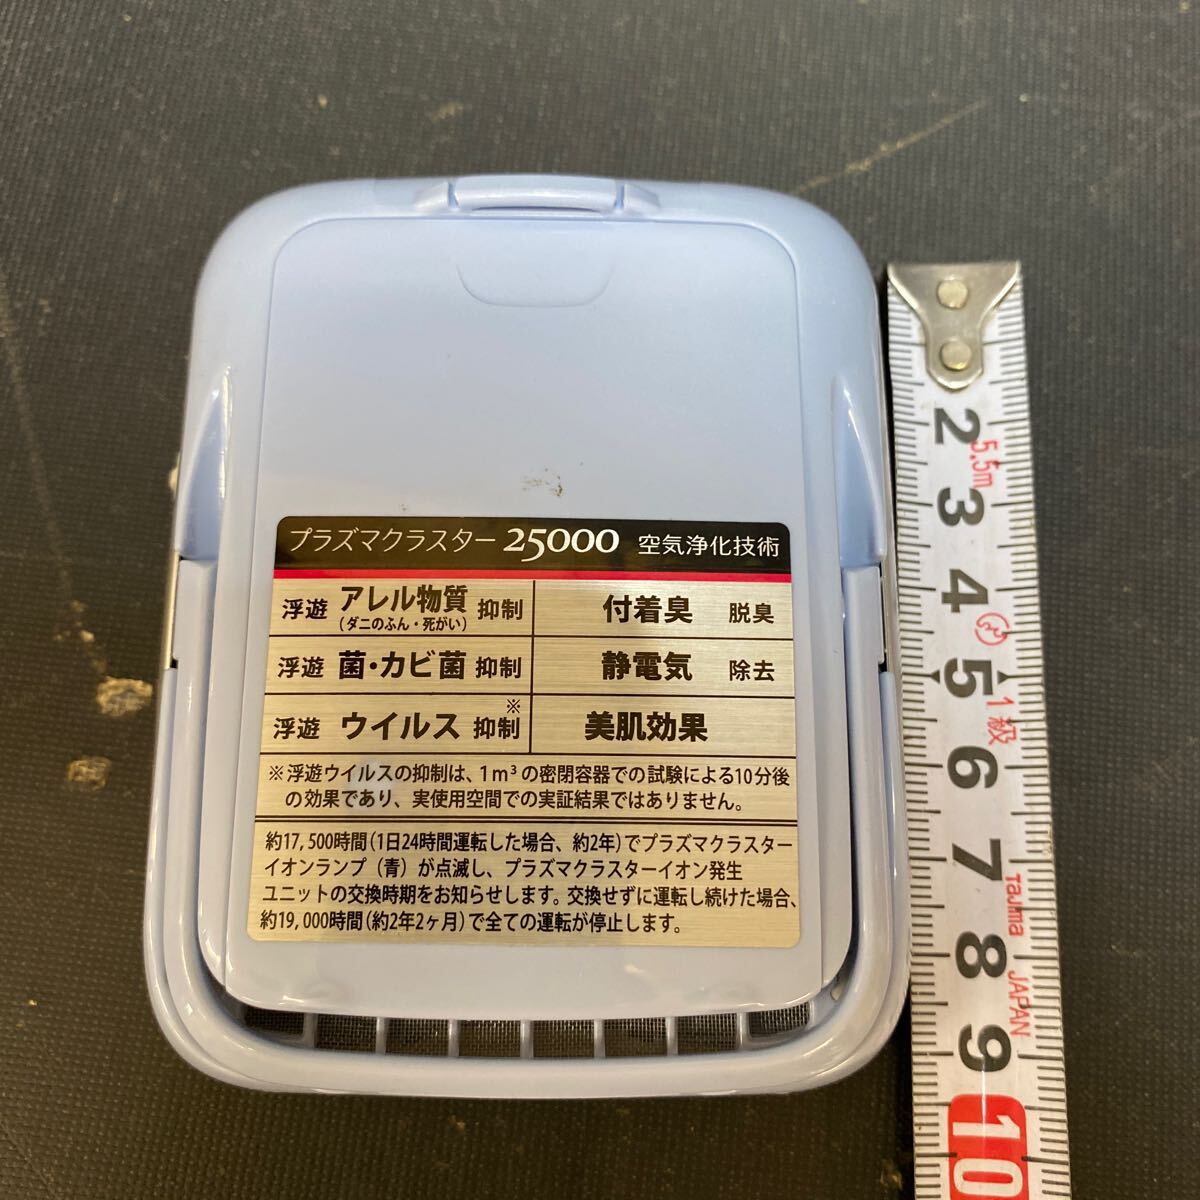 プラズマクラスター 25000 空気浄化技術
浮遊 アレル物質 抑制
(ダニのふん・死がい)
付着臭 脱臭
浮遊 菌・カビ菌 抑制
静電気 除去
浮遊 ウイルス 抑制※
美肌効果
※浮遊ウイルスの抑制は、1m³の密閉容器での試験による10分後
の効果であり、実使用空間での実証結果ではありません。
約17,500時間(1日24時間運転した場合、約2年)でプラズマクラスター
イオンランプ(青)が点滅し、プラズマクラスターイオン発生
ユニットの交換時期をお知らせします。交換せずに運転し続けた場合、
約19,000時間(約2年2ヶ月)で全ての運転が停止します。
2
5.5m
3
4
5
1級
6
7
Tajima
8
JAPAN
9
10